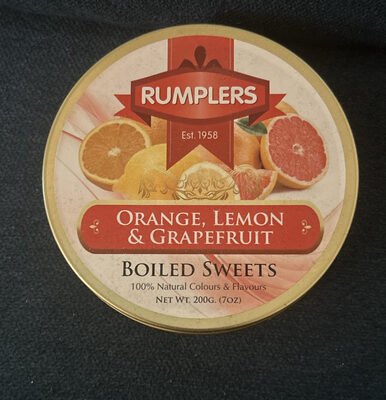 RUMPLERS
Est. 1958
ORANGE, LEMON
& GRAPEFRUIT
BOILED SWEETS
100% Natural Colours & Flavours
NET WT. 200G. (7OZ)